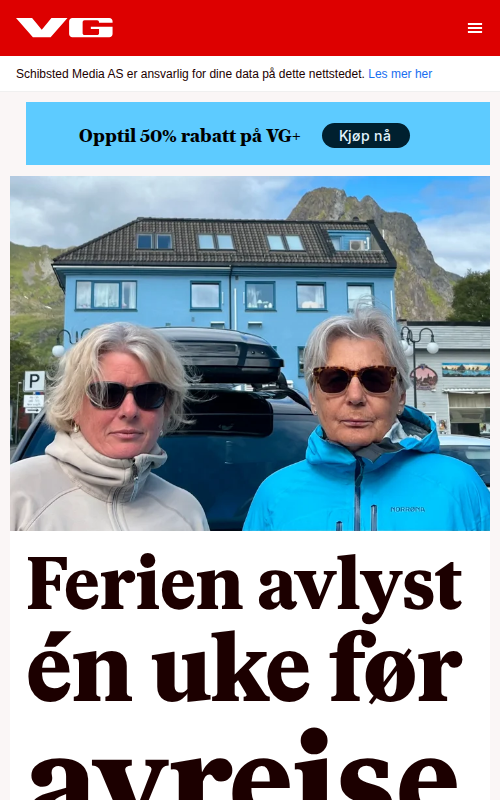 VG
Schibsted Media AS er ansvarlig for dine data på dette nettstedet. Les mer her
Opptil 50% rabatt på VG+ Kjøp nå
P
NORRØNA
Ferien avlyst
én uke før
avreise